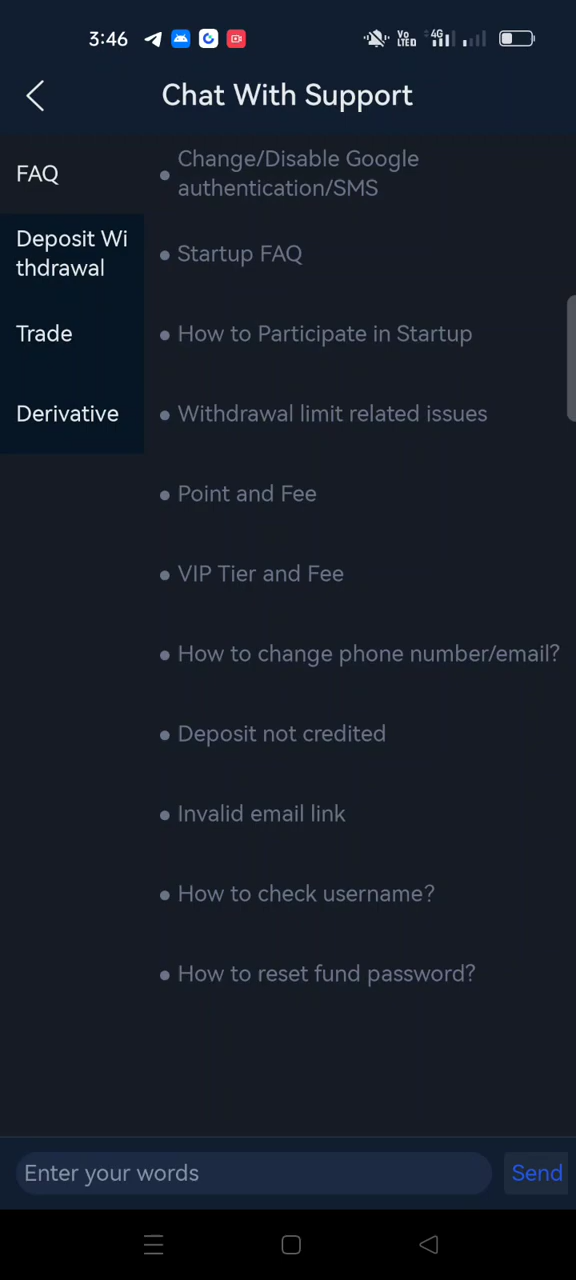 3:46
Vo
LTED
4G
Chat With Support
FAQ
Deposit Wi
thdrawal
Trade
Derivative
Change/Disable Google
authentication/SMS
Startup FAQ
How to Participate in Startup
Withdrawal limit related issues
Point and Fee
VIP Tier and Fee
How to change phone number/email?
Deposit not credited
Invalid email link
How to check username?
How to reset fund password?
Enter your words
Send